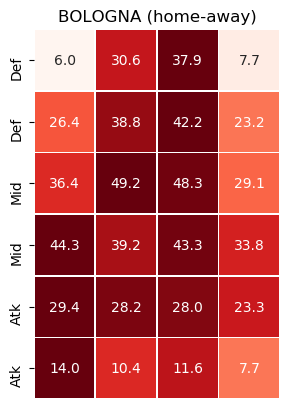 BOLOGNA (home-away)
Def 6.0 30.6 37.9 7.7
Def 26.4 38.8 42.2 23.2
Mid 36.4 49.2 48.3 29.1
Mid 44.3 39.2 43.3 33.8
Atk 29.4 28.2 28.0 23.3
Atk 14.0 10.4 11.6 7.7